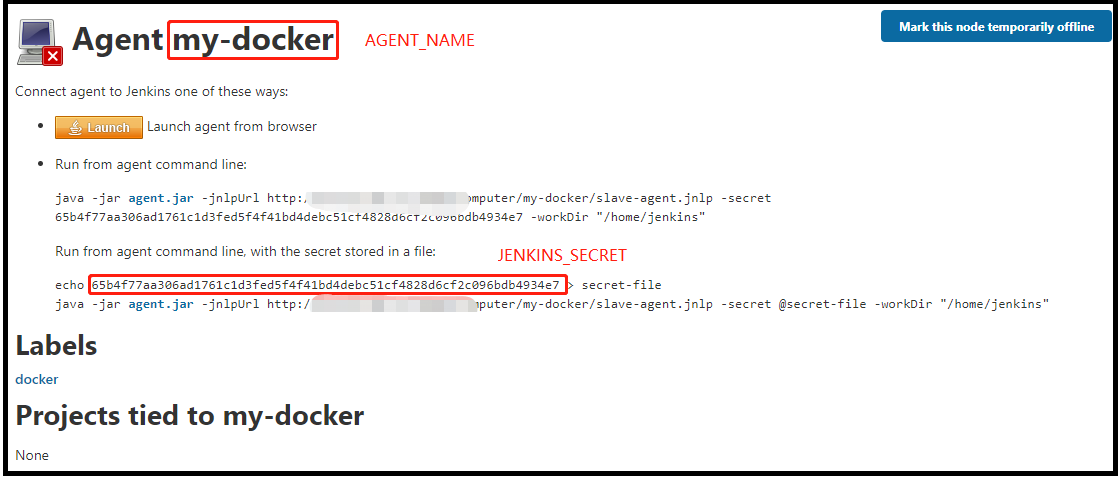 Agent my-docker AGENT_NAME
Mark this node temporarily offline
Connect agent to Jenkins one of these ways:
Launch Launch agent from browser
Run from agent command line:
java -jar agent.jar -jnlpUrl http:/ omputer/my-docker/slave-agent.jnlp -secret
65b4f77aa306ad1761c1d3fed5f4f41bd4debc51cf4828d6cf2c096bdb4934e7 -workDir "/home/jenkins"
Run from agent command line, with the secret stored in a file:
JENKINS_SECRET
echo 65b4f77aa306ad1761c1d3fed5f4f41bd4debc51cf4828d6cf2c096bdb4934e7 > secret-file
java -jar agent.jar -jnlpUrl http:/ mputer/my-docker/slave-agent.jnlp -secret @secret-file -workDir "/home/jenkins"
Labels
docker
Projects tied to my-docker
None